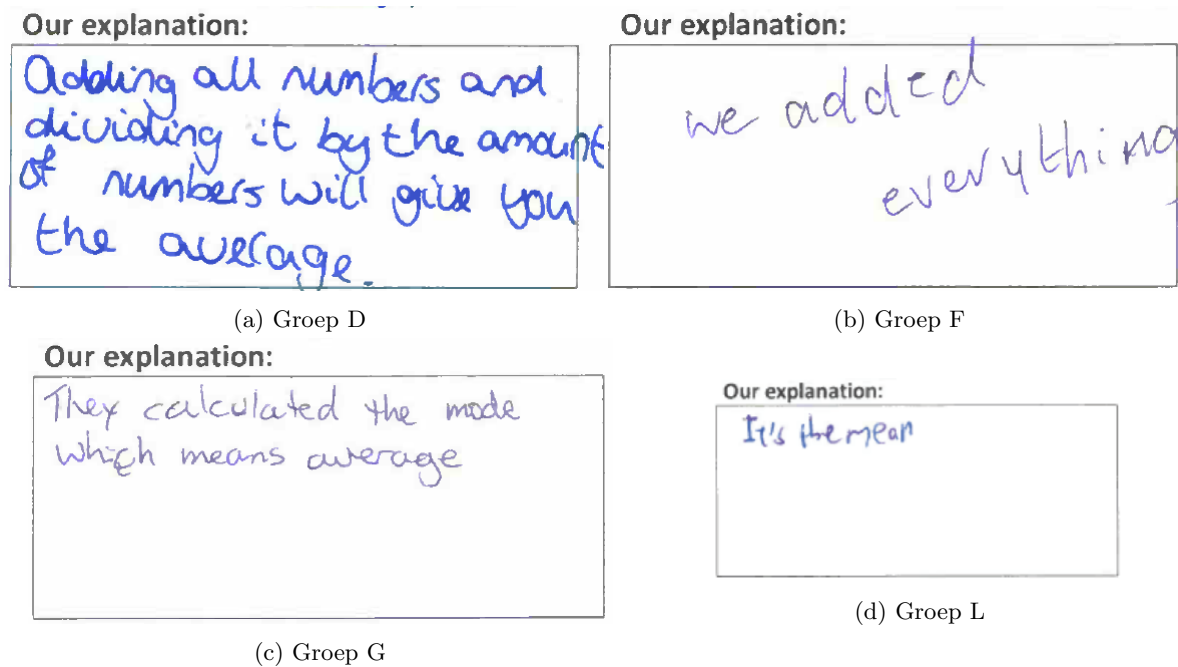 Our explanation:
Adding all numbers and
dividing it by the amount
of numbers will give you
the average.
(a) Groep D
Our explanation:
we added
everything
(b) Groep F
Our explanation:
They calculated the mode
which means average
(c) Groep G
Our explanation:
It's the mean
(d) Groep L